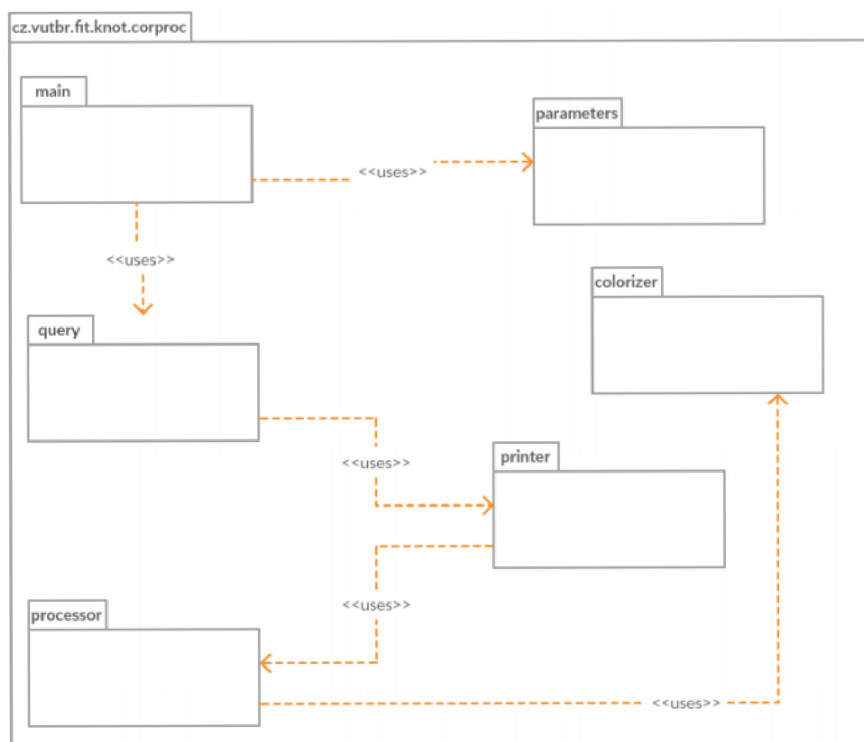 cz.vutbr.fit.knot.corproc
main
parameters
<<uses>>
<<uses>>
colorizer
query
printer
<<uses>>
<<uses>>
processor
<<uses>>